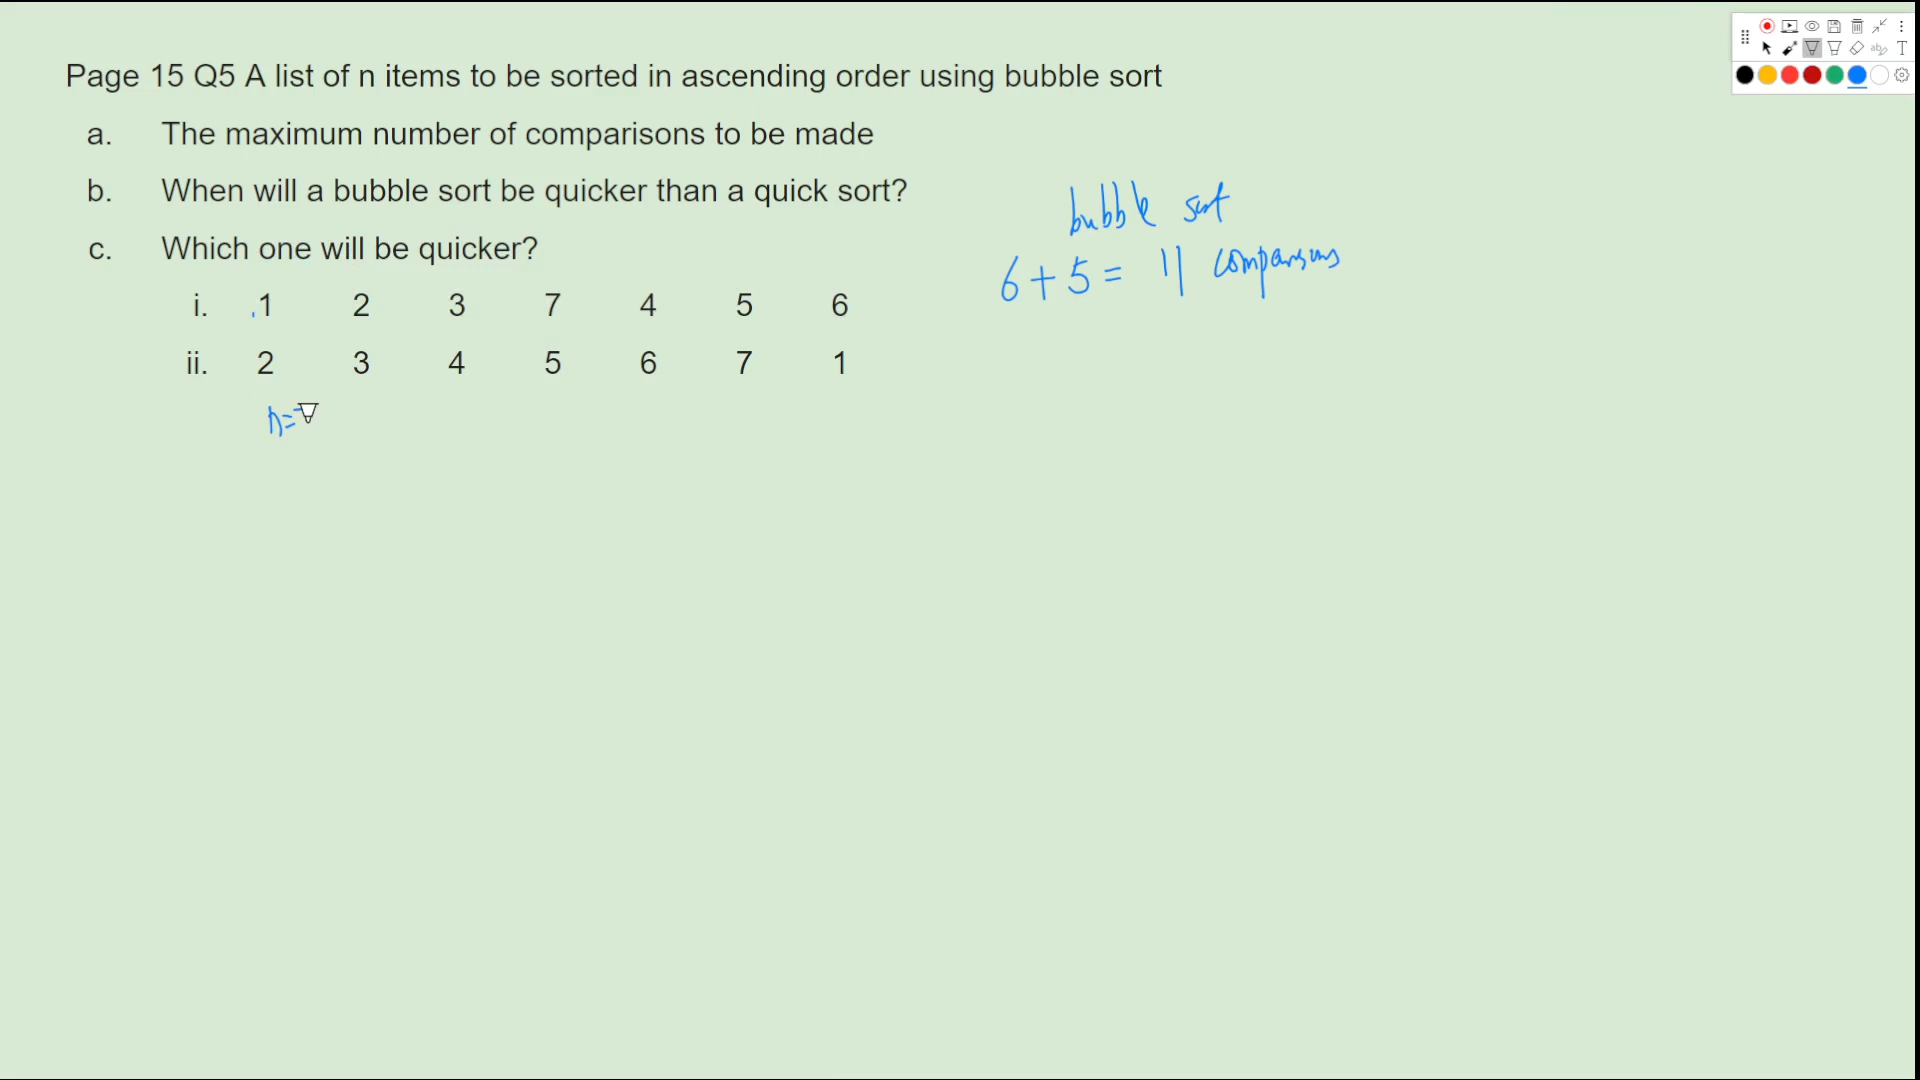 Page 15 Q5 A list of n items to be sorted in ascending order using bubble sort
a. The maximum number of comparisons to be made
b. When will a bubble sort be quicker than a quick sort?
bubble sort
c. Which one will be quicker?
6+5= 11 comparisons
i. 1 2 3 7 4 5 6
ii. 2 3 4 5 6 7 1
n=